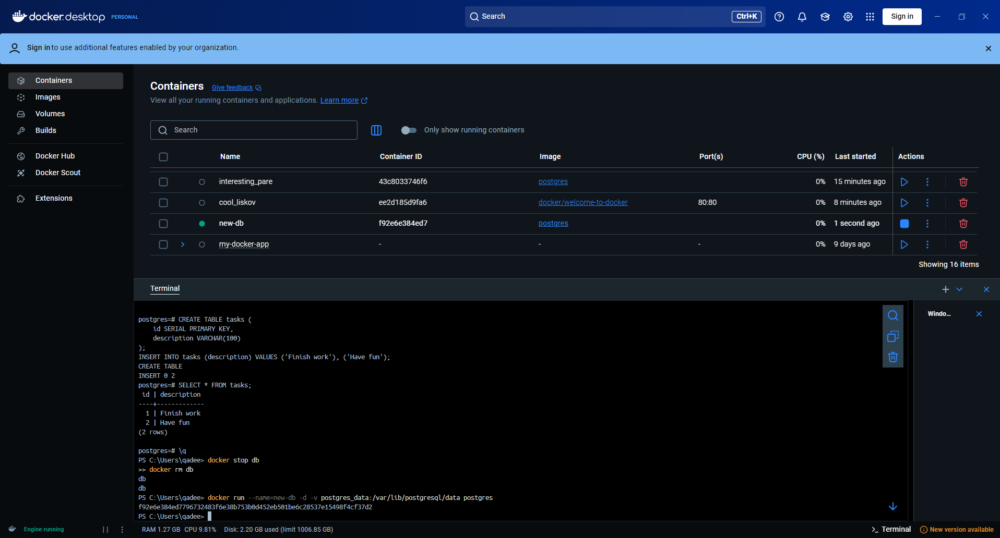 docker.desktop PERSONAL
Search Ctrl+K
Sign in
Sign in to use additional features enabled by your organization.
Containers
Images
Volumes
Builds
Docker Hub
Docker Scout
Extensions
Containers Give feedback
View all your running containers and applications. Learn more
Search
Only show running containers
Name Container ID Image Port(s) CPU (%) Last started Actions
interesting_pare 43c8033746f6 postgres 0% 15 minutes ago
cool_liskov ee2d185d9fa6 docker/welcome-to-docker 80:80 0% 8 minutes ago
new-db f92e6e384ed7 postgres 0% 1 second ago
my-docker-app - - - 0% 9 days ago
Showing 16 items
Terminal
Windo...
postgres=# CREATE TABLE tasks (
    id SERIAL PRIMARY KEY,
    description VARCHAR(100)
);
INSERT INTO tasks (description) VALUES ('Finish work'), ('Have fun');
CREATE TABLE
INSERT 0 2
postgres=# SELECT * FROM tasks;
 id | description
----+-------------
  1 | Finish work
  2 | Have fun
(2 rows)
postgres=# \q
PS C:\Users\qadee> docker stop db
>> docker rm db
db
db
PS C:\Users\qadee> docker run --name=new-db -d -v postgres_data:/var/lib/postgresql/data postgres
f92e6e384ed7796732483f6e38b753b0d452eb501be6c28537e15498f4cf37d2
PS C:\Users\qadee>
Engine running RAM 1.27 GB CPU 9.81% Disk: 2.20 GB used (limit 1006.85 GB) >_ Terminal New version available